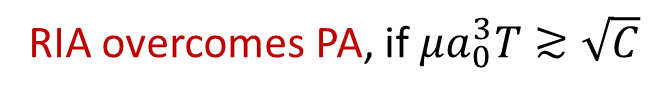 RIA overcomes PA, if μa₀³T ≷ √C